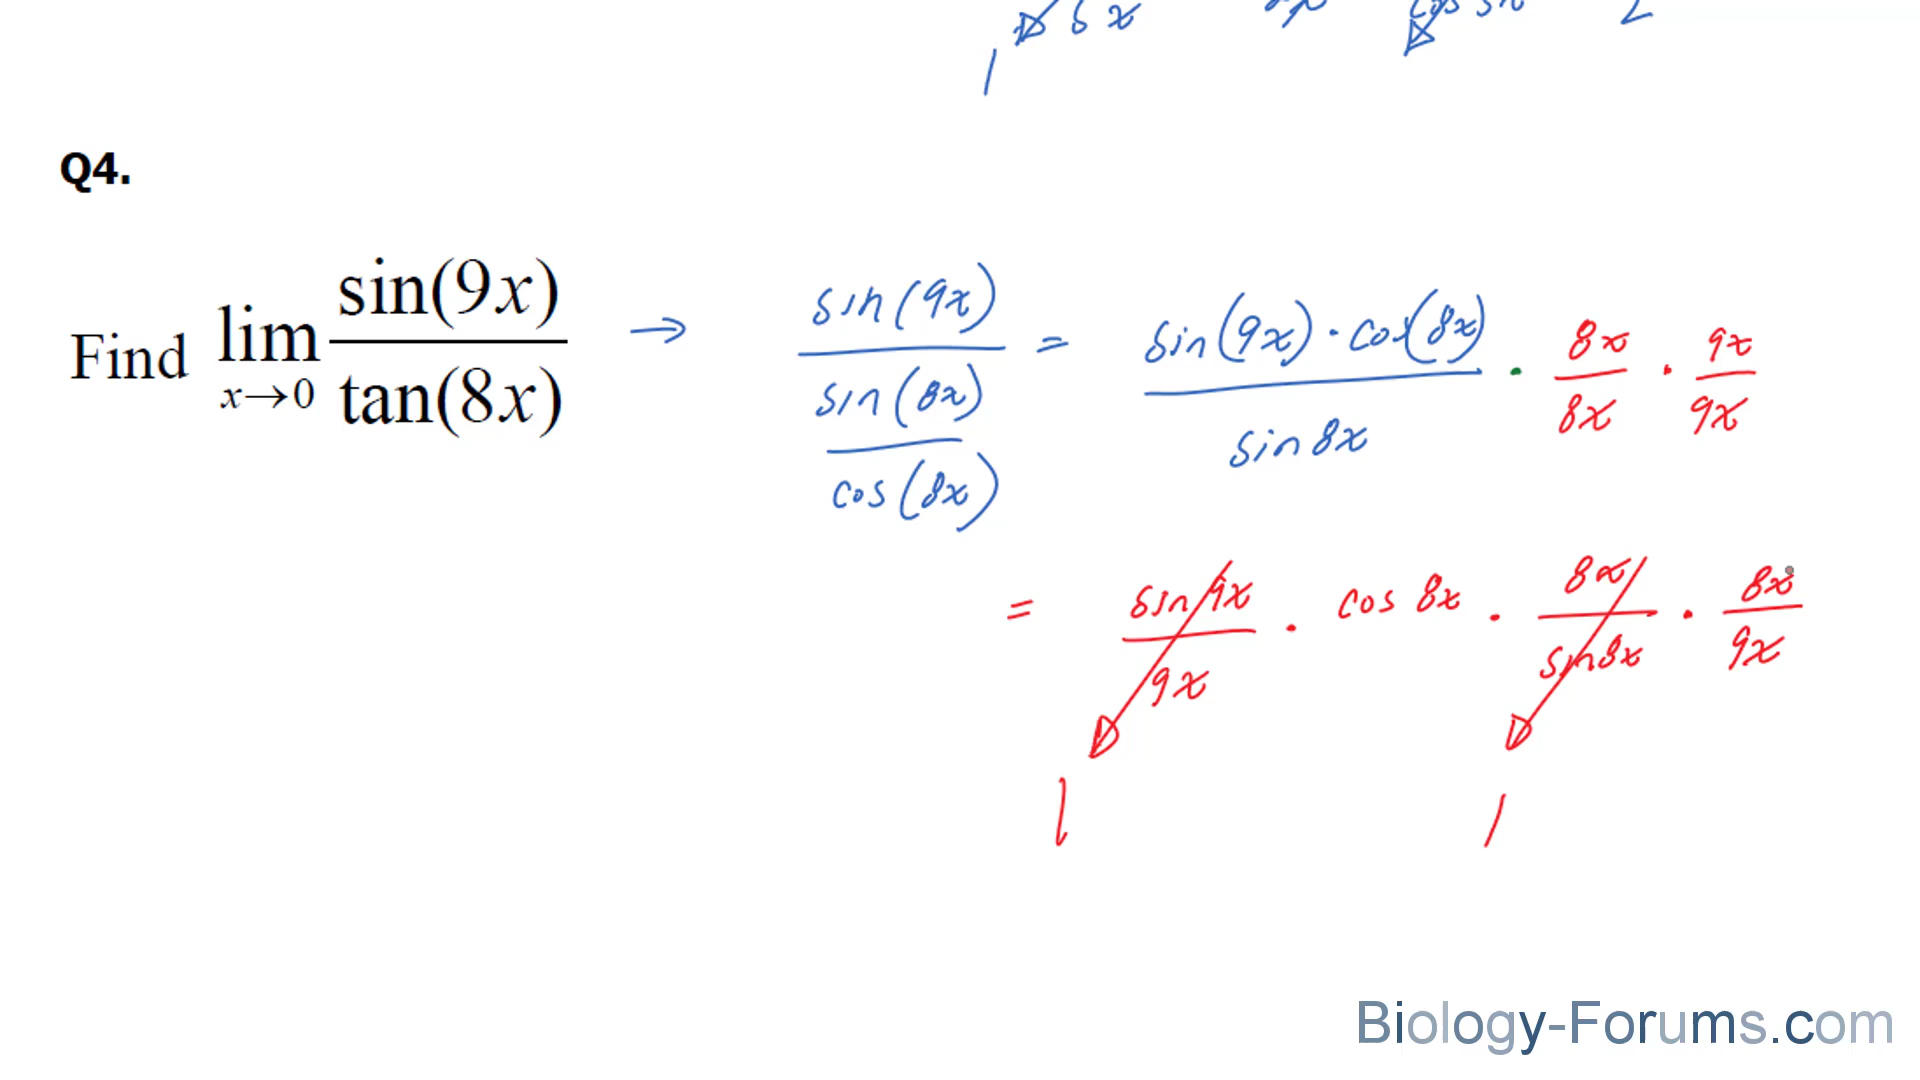 1
Q4.
Find lim x→0 sin(9x) / tan(8x) → sin(9x) / (sin(8x) / cos(8x)) = sin(9x) · cos(8x) / sin 8x · 8x / 8x · 9x / 9x
= sin 9x / 9x · cos 8x · 8x / sin 8x · 8x / 9x
1 1
Biology-Forums.com